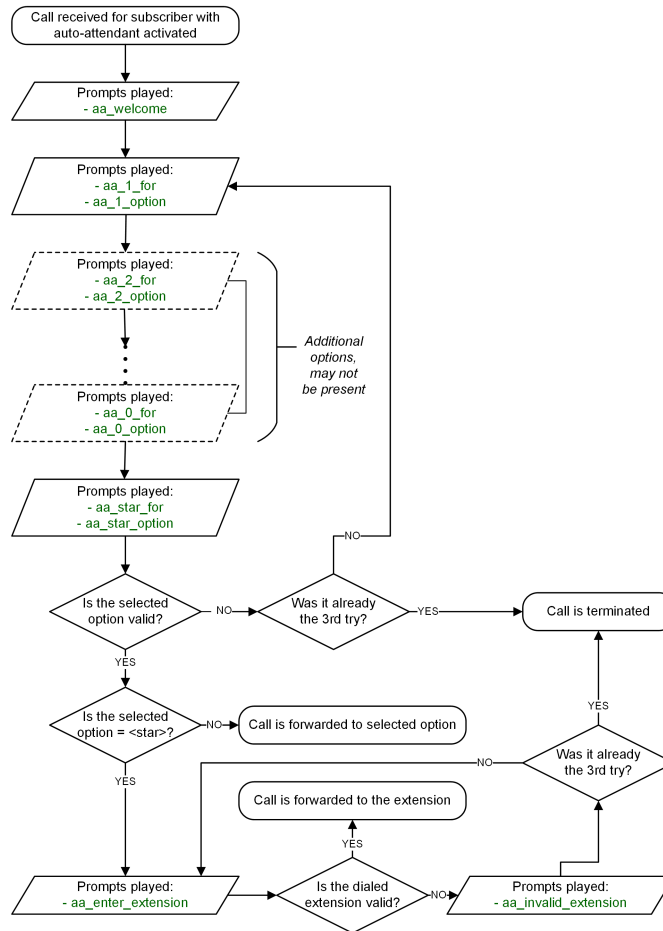 Call received for subscriber with
auto-attendant activated
Prompts played:
- aa_welcome
Prompts played:
- aa_1_for
- aa_1_option
Prompts played:
- aa_2_for
- aa_2_option
Additional
options,
may not
be present
Prompts played:
- aa_0_for
- aa_0_option
Prompts played:
- aa_star_for
- aa_star_option
NO
Is the selected
option valid?
NO
Was it already
the 3rd try?
YES
Call is terminated
YES
Is the selected
option = <star>?
NO
Call is forwarded to selected option
YES
Was it already
the 3rd try?
NO
YES
Call is forwarded to the extension
YES
Prompts played:
- aa_enter_extension
Is the dialed
extension valid?
NO
Prompts played:
- aa_invalid_extension